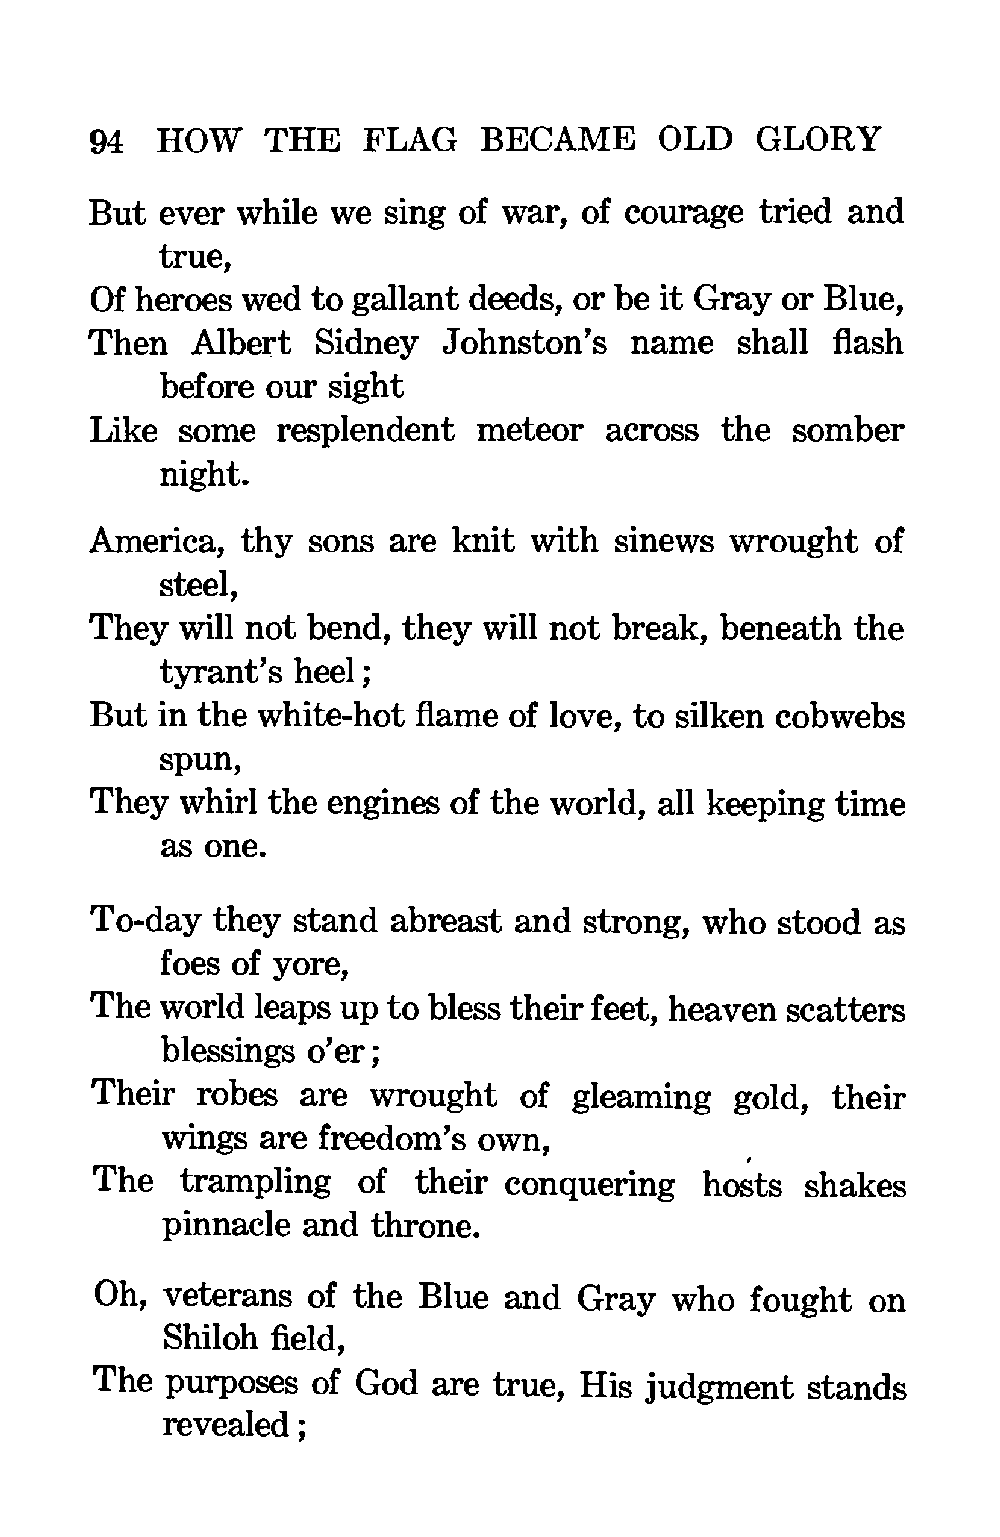 94 HOW THE FLAG BECAME OLD GLORY
But ever while we sing of war, of courage tried and
true,
Of heroes wed to gallant deeds, or be it Gray or Blue,
Then Albert Sidney Johnston's name shall flash
before our sight
Like some resplendent meteor across the somber
night.
America, thy sons are knit with sinews wrought of
steel,
They will not bend, they will not break, beneath the
tyrant's heel;
But in the white-hot flame of love, to silken cobwebs
spun,
They whirl the engines of the world, all keeping time
as one.
To-day they stand abreast and strong, who stood as
foes of yore,
The world leaps up to bless their feet, heaven scatters
blessings o'er;
Their robes are wrought of gleaming gold, their
wings are freedom's own,
The trampling of their conquering hosts shakes
pinnacle and throne.
Oh, veterans of the Blue and Gray who fought on
Shiloh field,
The purposes of God are true, His judgment stands
revealed;